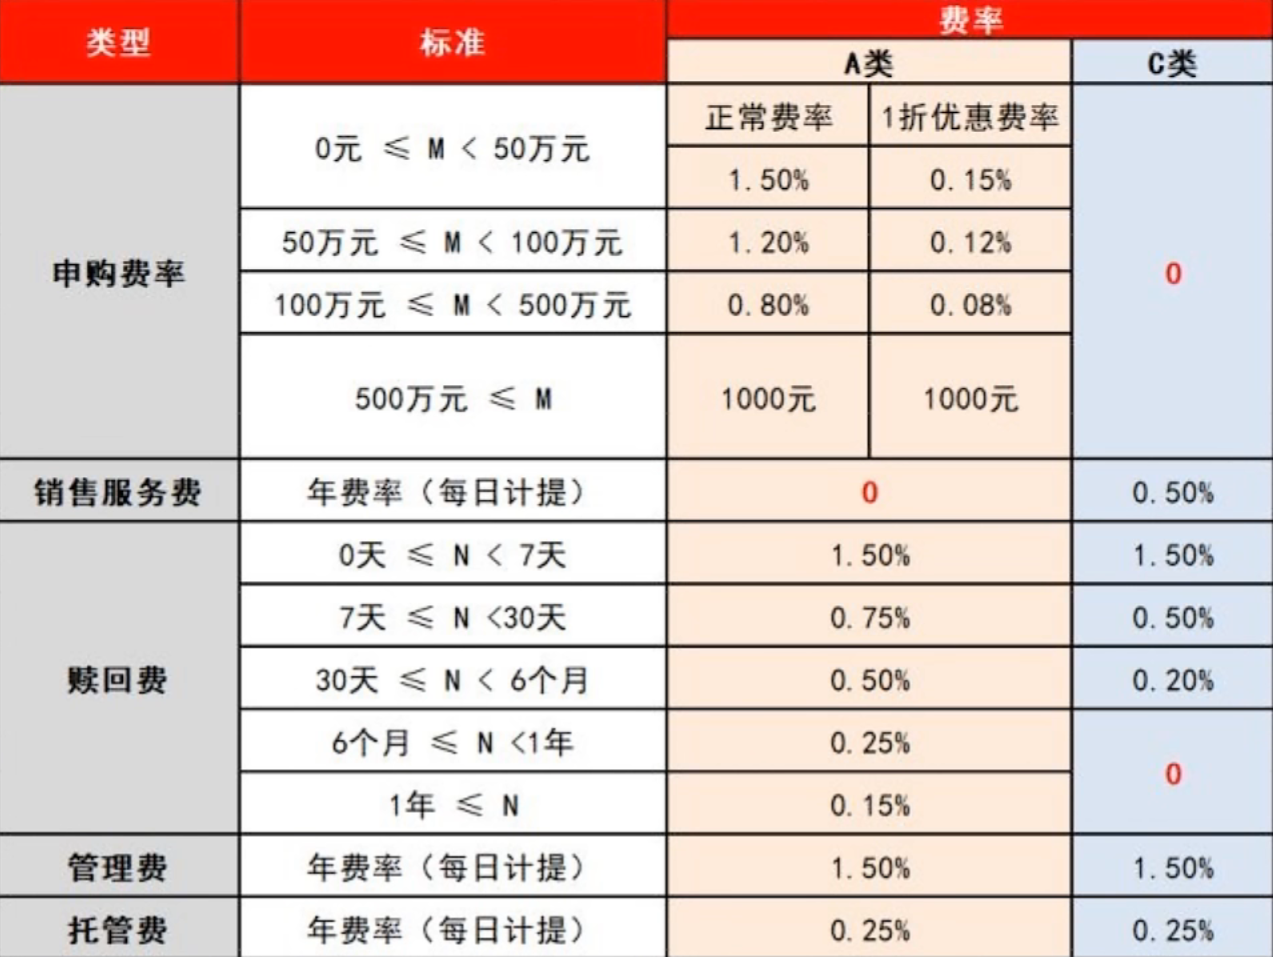 类型 标准 费率
A类 C类
申购费率 0元 ≤ M < 50万元 正常费率 1折优惠费率 0
1.50% 0.15%
50万元 ≤ M < 100万元 1.20% 0.12%
100万元 ≤ M < 500万元 0.80% 0.08%
500万元 ≤ M 1000元 1000元
销售服务费 年费率（每日计提） 0 0.50%
赎回费 0天 ≤ N < 7天 1.50% 1.50%
7天 ≤ N <30天 0.75% 0.50%
30天 ≤ N < 6个月 0.50% 0.20%
6个月 ≤ N <1年 0.25% 0
1年 ≤ N 0.15%
管理费 年费率（每日计提） 1.50% 1.50%
托管费 年费率（每日计提） 0.25% 0.25%